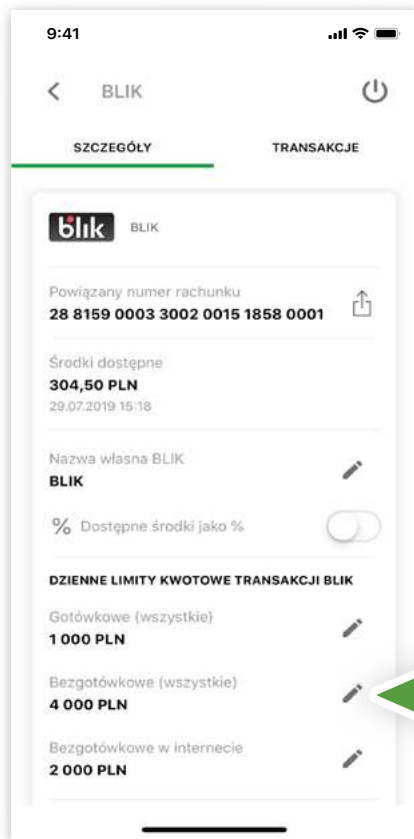 9:41
BLIK
SZCZEGÓŁY TRANSAKCJE
blik BLIK
Powiązany numer rachunku
28 8159 0003 3002 0015 1858 0001
Środki dostępne
304,50 PLN
29.07.2019 15:18
Nazwa własna BLIK
BLIK
% Dostępne środki jako %
DZIENNE LIMITY KWOTOWE TRANSAKCJI BLIK
Gotówkowe (wszystkie)
1 000 PLN
Bezgotówkowe (wszystkie)
4 000 PLN
Bezgotówkowe w internecie
2 000 PLN